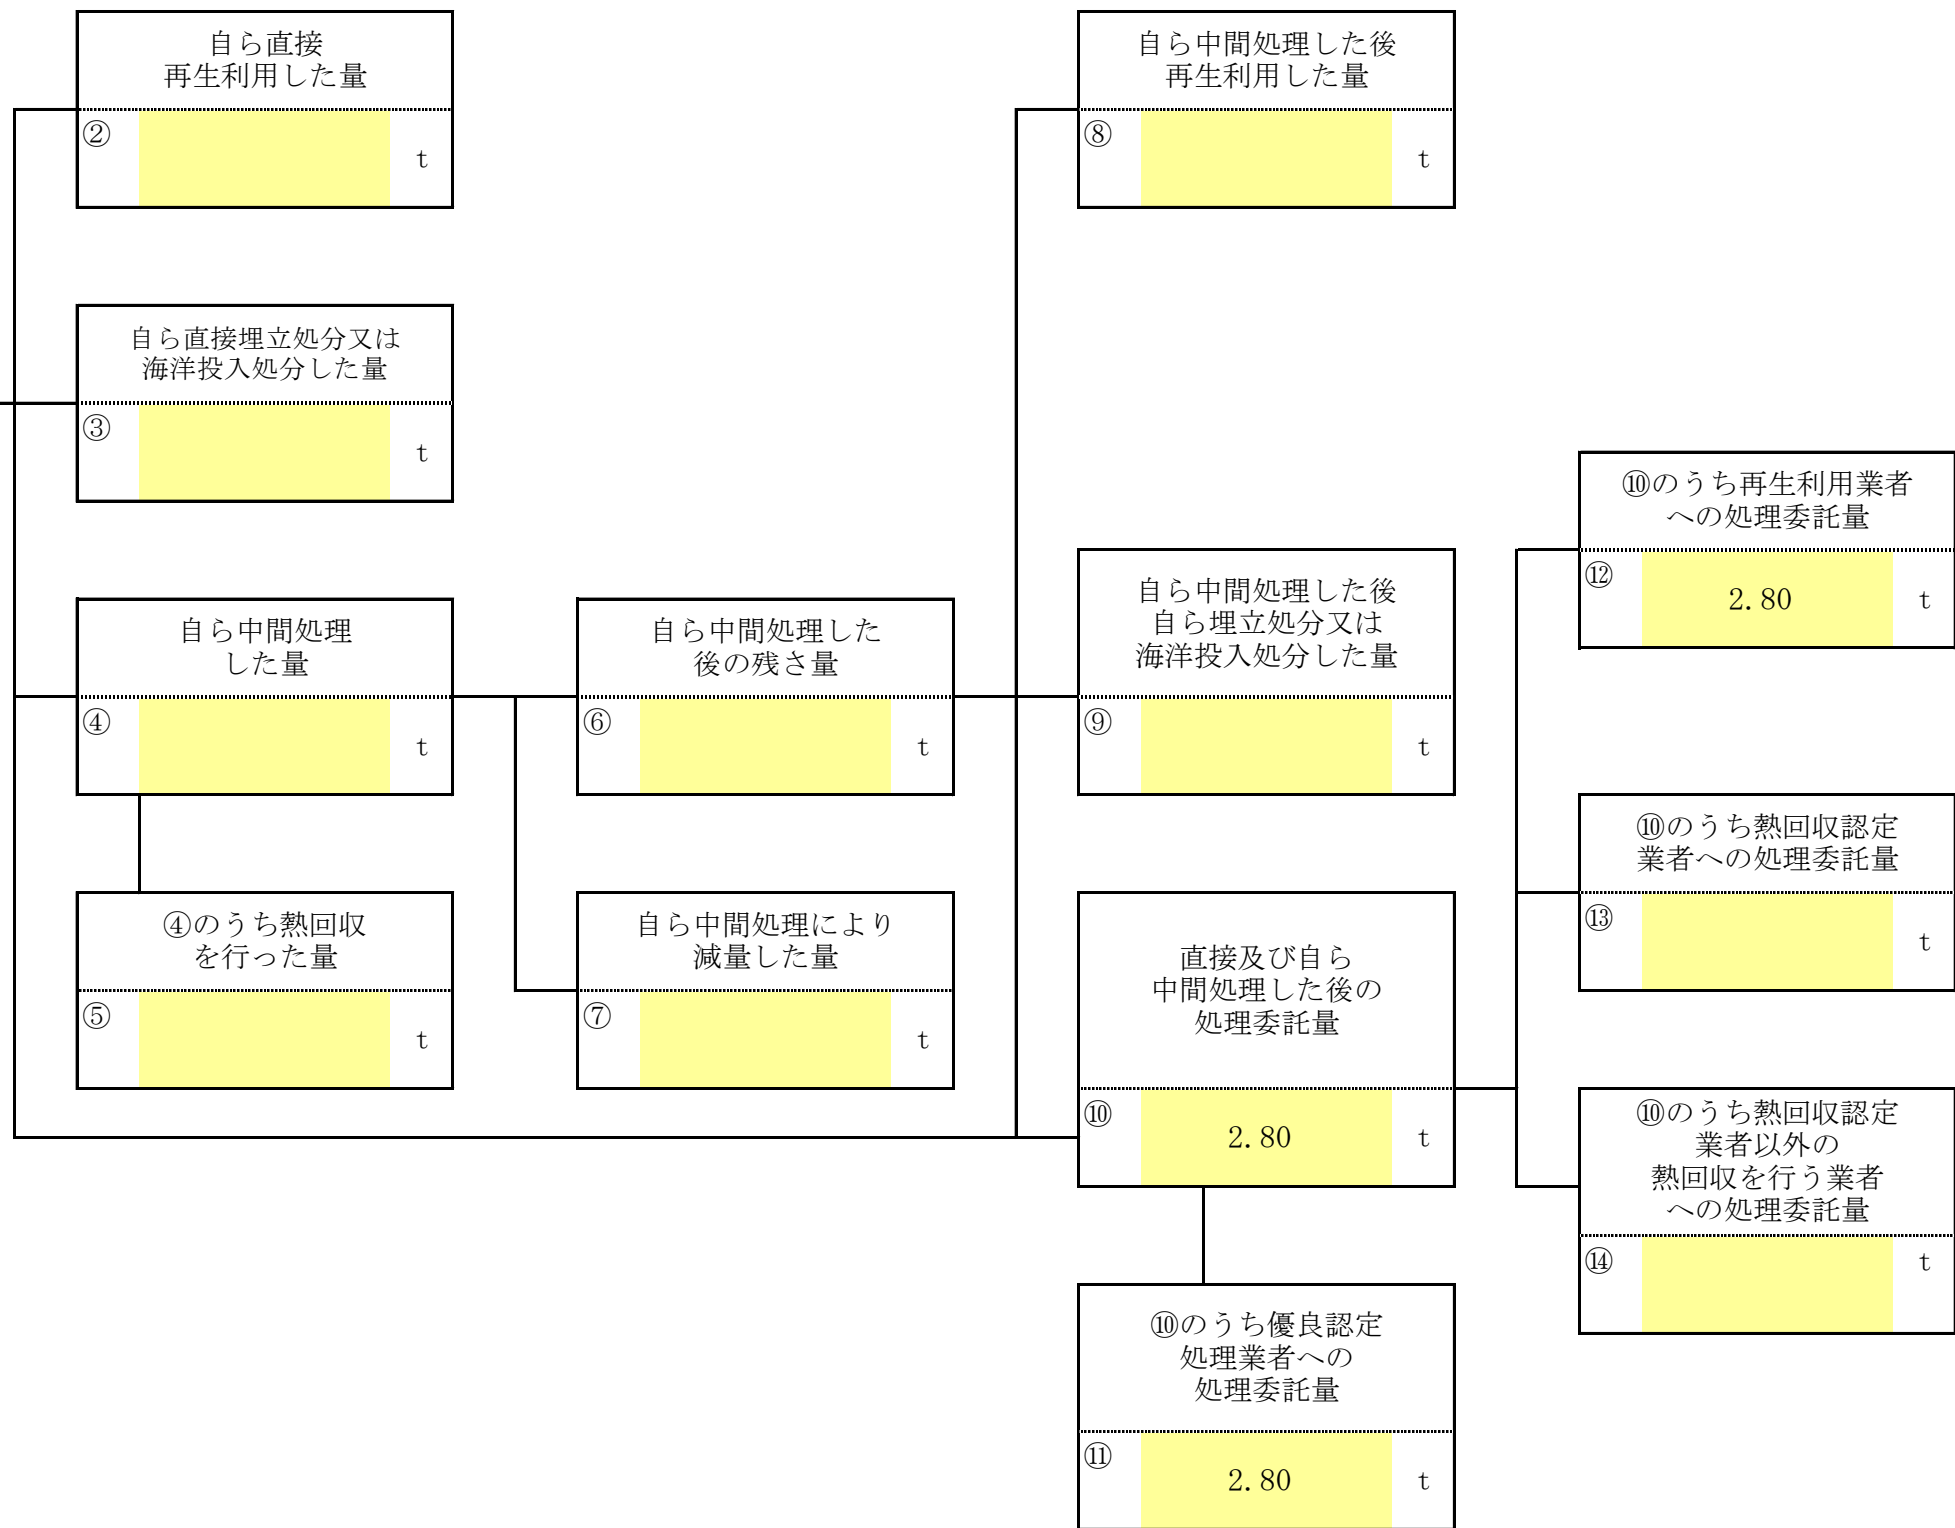 自ら直接
再生利用した量
②
t
自ら直接埋立処分又は
海洋投入処分した量
③
t
自ら中間処理
した量
④
t
④のうち熱回収
を行った量
⑤
t
自ら中間処理した
後の残さ量
⑥
t
自ら中間処理により
減量した量
⑦
t
自ら中間処理した後
再生利用した量
⑧
t
自ら中間処理した後
自ら埋立処分又は
海洋投入処分した量
⑨
t
直接及び自ら
中間処理した後の
処理委託量
⑩ 2.80 t
⑩のうち優良認定
処理業者への
処理委託量
⑪ 2.80 t
⑩のうち再生利用業者
への処理委託量
⑫ 2.80 t
⑩のうち熱回収認定
業者への処理委託量
⑬
t
⑩のうち熱回収認定
業者以外の
熱回収を行う業者
への処理委託量
⑭ t